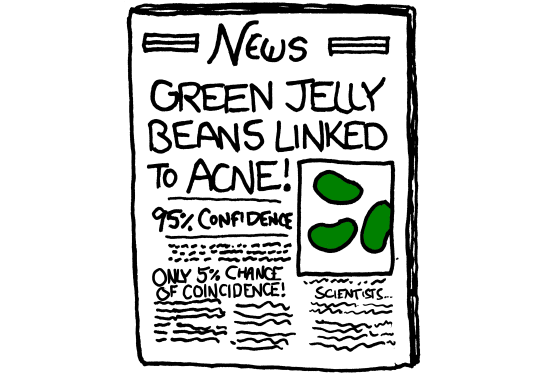 NEWS
GREEN JELLY
BEANS LINKED
TO ACNE!
95% CONFIDENCE
ONLY 5% CHANCE
OF COINCIDENCE!
SCIENTISTS...